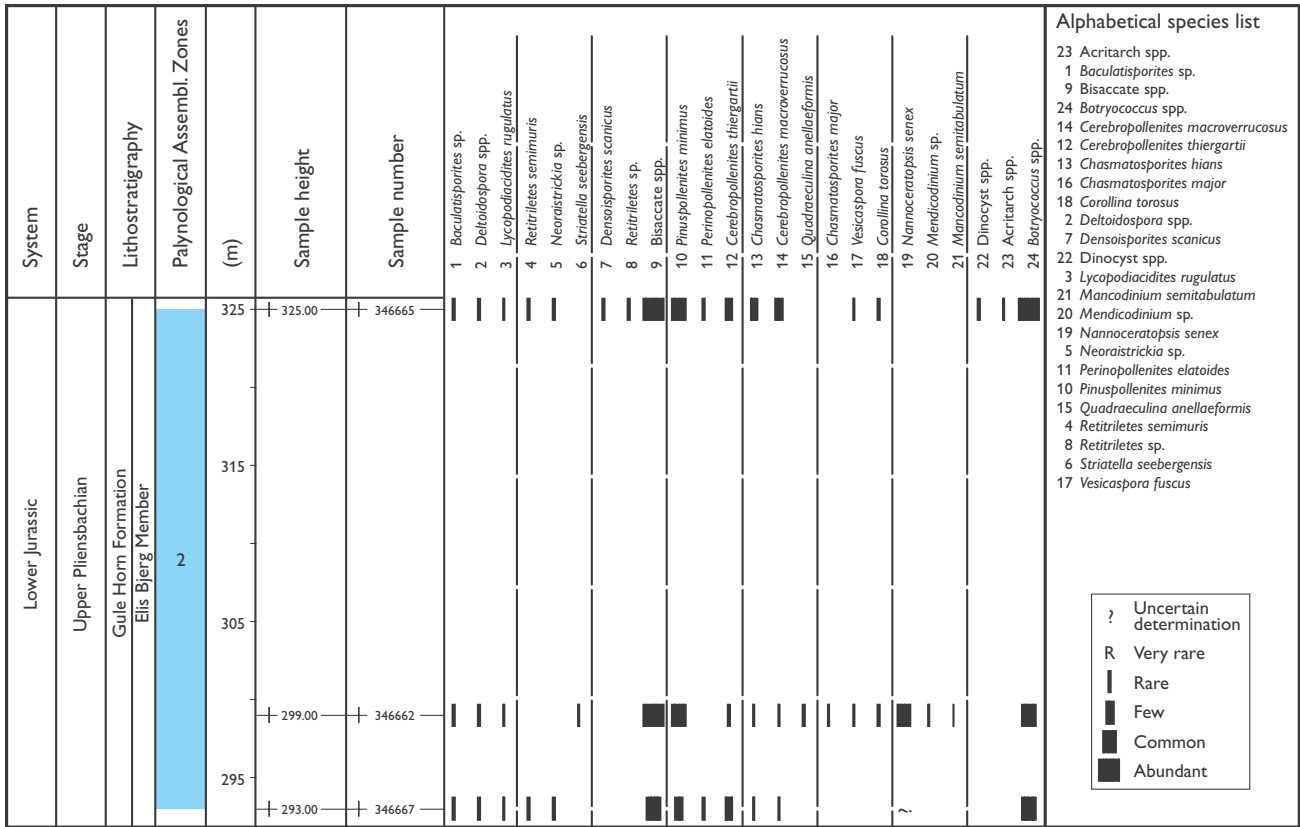 System
Stage
Lithostratigraphy
Palynological Assembl. Zones
(m)
Sample height
Sample number
Baculatisporites sp.
Deltoidospora spp.
Lycopodiacidites rugulatus
Retitriletes semimuris
Neoraistrickia sp.
Striatella seebergensis
Densoisporites scanicus
Retitriletes sp.
Bisaccate spp.
Pinuspollenites minimus
Perinopollenites elatoides
Cerebropollenites thiergartii
Chasmatosporites hians
Cerebropollenites macroverrucosus
Quadraeculina anellaeformis
Chasmatosporites major
Vesicaspora fuscus
Corollina torosus
Nannoceratopsis senex
Mendicodinium sp.
Mancodinium semitabulatum
Dinocyst spp.
Acritarch spp.
Botryococcus spp.
1 2 3 4 5 6 7 8 9 10 11 12 13 14 15 16 17 18 19 20 21 22 23 24
Lower Jurassic
Upper Pliensbachian
Gule Horn Formation
Elis Bjerg Member
2
325
325.00
346665
315
305
299.00
346662
295
293.00
346667
?
Alphabetical species list
23 Acritarch spp.
1 Baculatisporites sp.
9 Bisaccate spp.
24 Botryococcus spp.
14 Cerebropollenites macroverrucosus
12 Cerebropollenites thiergartii
13 Chasmatosporites hians
16 Chasmatosporites major
18 Corollina torosus
2 Deltoidospora spp.
7 Densoisporites scanicus
22 Dinocyst spp.
3 Lycopodiacidites rugulatus
21 Mancodinium semitabulatum
20 Mendicodinium sp.
19 Nannoceratopsis senex
5 Neoraistrickia sp.
11 Perinopollenites elatoides
10 Pinuspollenites minimus
15 Quadraeculina anellaeformis
4 Retitriletes semimuris
8 Retitriletes sp.
6 Striatella seebergensis
17 Vesicaspora fuscus
? Uncertain
determination
R Very rare
Rare
Few
Common
Abundant